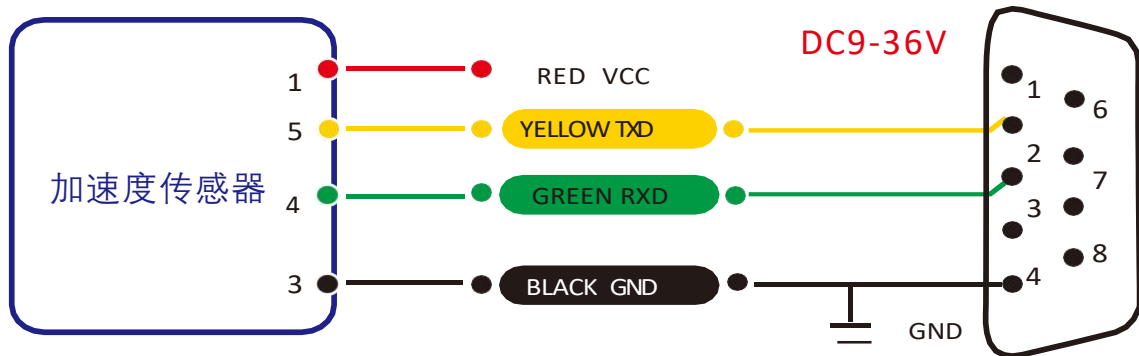 DC9-36V
1
RED VCC
1
6
5
YELLOW TXD
2
加速度传感器
7
4
GREEN RXD
3
8
3
BLACK GND
4
GND